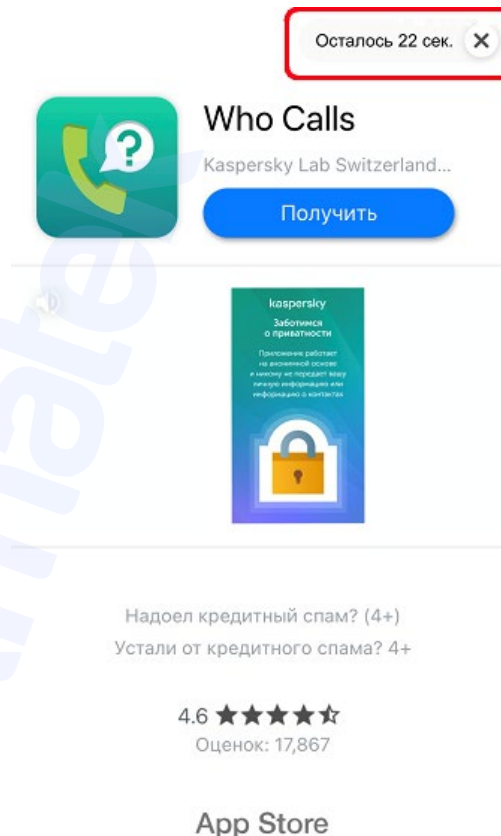 Осталось 22 сек.
Who Calls
Kaspersky Lab Switzerland...
Получить
kaspersky
Заботимся
о приватности
Приложение работает
на анонимной основе
и никому не передает вашу
личную информацию или
информацию о контактах
Надоел кредитный спам? (4+)
Устали от кредитного спама? 4+
4.6
Оценок: 17,867
App Store